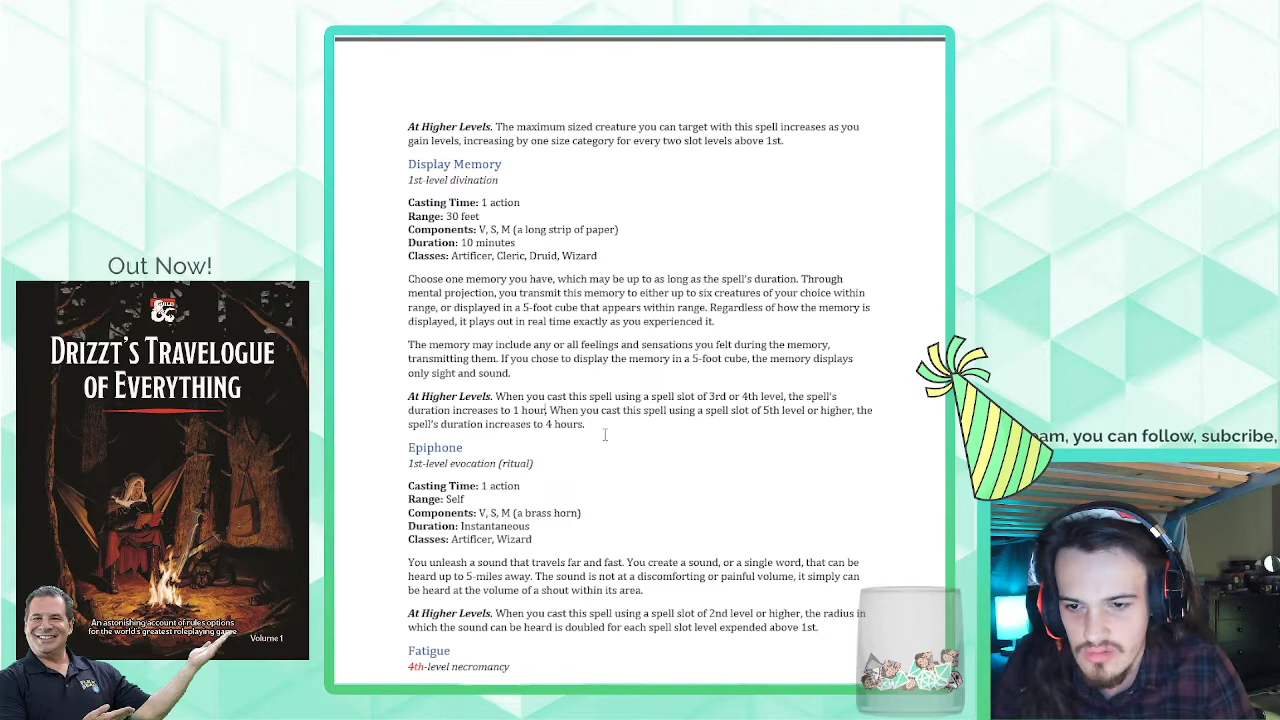 At Higher Levels. The maximum sized creature you can target with this spell increases as you
gain levels, increasing by one size category for every two slot levels above 1st.
Display Memory
1st-level divination
Casting Time: 1 action
Range: 30 feet
Components: V, S, M (a long strip of paper)
Duration: 10 minutes
Classes: Artificer, Cleric, Druid, Wizard
Choose one memory you have, which may be up to as long as the spell's duration. Through
mental projection, you transmit this memory to either up to six creatures of your choice within
range, or displayed in a 5-foot cube that appears within range. Regardless of how the memory is
displayed, it plays out in real time exactly as you experienced it.
The memory may include any or all feelings and sensations you felt during the memory,
transmitting them. If you chose to display the memory in a 5-foot cube, the memory displays
only sight and sound.
At Higher Levels. When you cast this spell using a spell slot of 3rd or 4th level, the spell's
duration increases to 1 hour. When you cast this spell using a spell slot of 5th level or higher, the
spell's duration increases to 4 hours.
Epiphone
1st-level evocation (ritual)
Casting Time: 1 action
Range: Self
Components: V, S, M (a brass horn)
Duration: Instantaneous
Classes: Artificer, Wizard
You unleash a sound that travels far and fast. You create a sound, or a single word, that can be
heard up to 5-miles away. The sound is not at a discomforting or painful volume, it simply can
be heard at the volume of a shout within its area.
At Higher Levels. When you cast this spell using a spell slot of 2nd level or higher, the radius in
which the sound can be heard is doubled for each spell slot level expended above 1st.
Fatigue
4th-level necromancy
Out Now!
DRIZZT'S TRAVELOGUE
OF EVERYTHING
An astonishing account of rules options
for the world's greatest roleplaying game
Volume 1
eam, you can follow, subcribe,